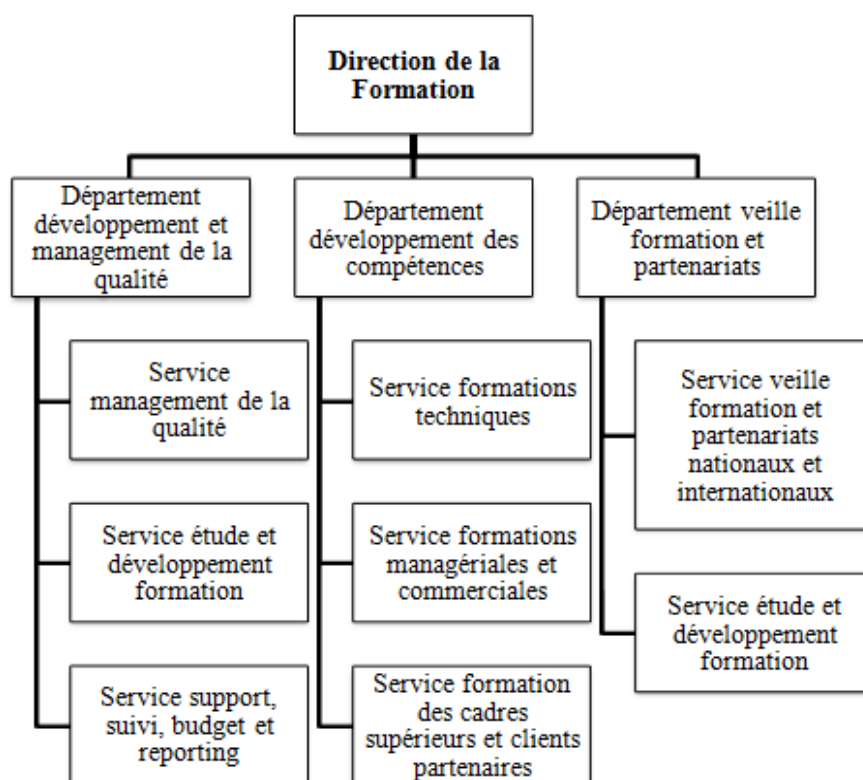 Direction de la
Formation
Département
développement et
management de la
qualité
Service
management de la
qualité
Service étude et
développement
formation
Service support,
suivi, budget et
reporting
Département
développement des
compétences
Service formations
techniques
Service formations
managériales et
commerciales
Service formation
des cadres
supérieurs et clients
partenaires
Département veille
formation et
partenariats
Service veille
formation et
partenariats
nationaux et
internationaux
Service étude et
développement
formation